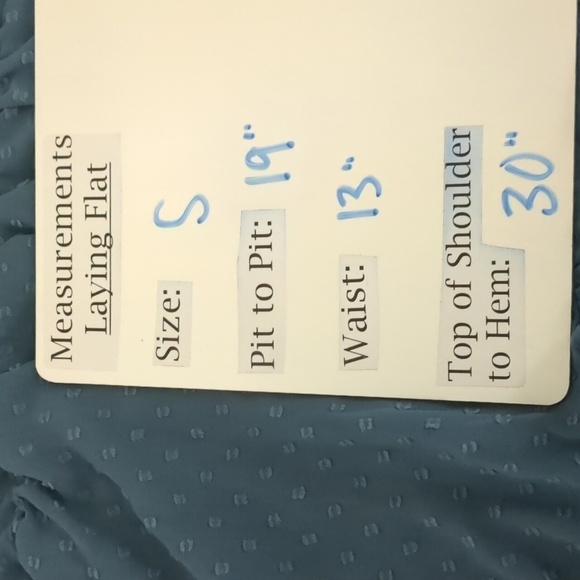 Measurements
Laying Flat
Size: S
Pit to Pit: 19"
Waist: 13"
Top of Shoulder
to Hem: 30"